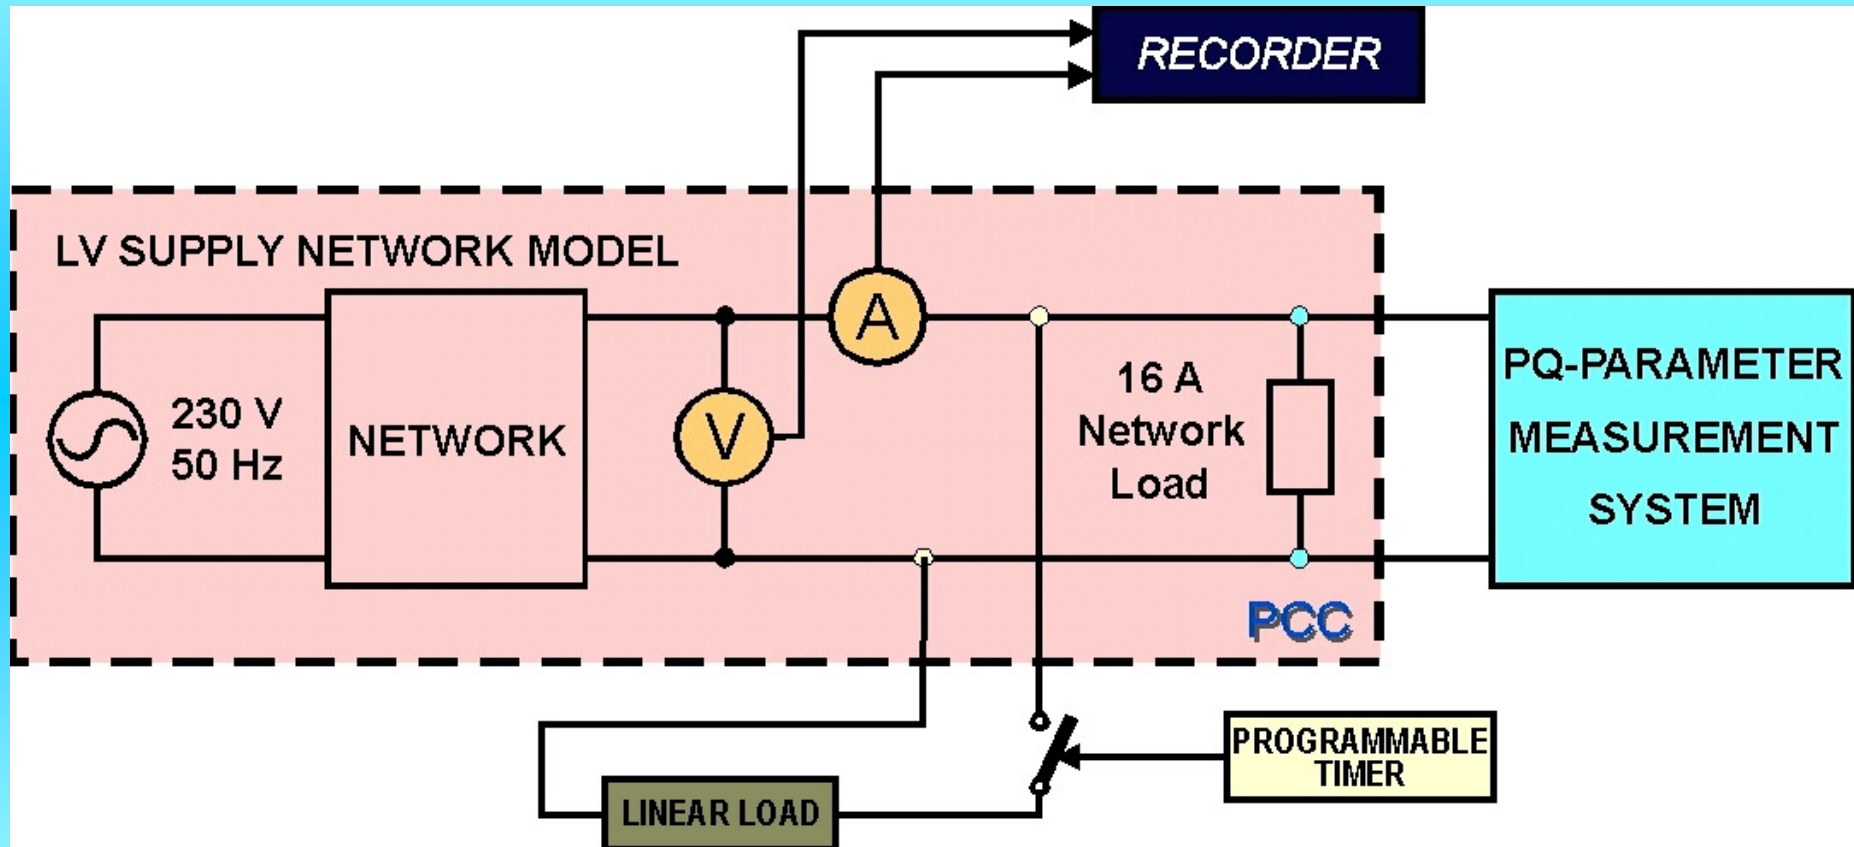 RECORDER
LV SUPPLY NETWORK MODEL
A
230 V
50 Hz
NETWORK
V
16 A
Network
Load
PQ-PARAMETER
MEASUREMENT
SYSTEM
PCC
PROGRAMMABLE
TIMER
LINEAR LOAD